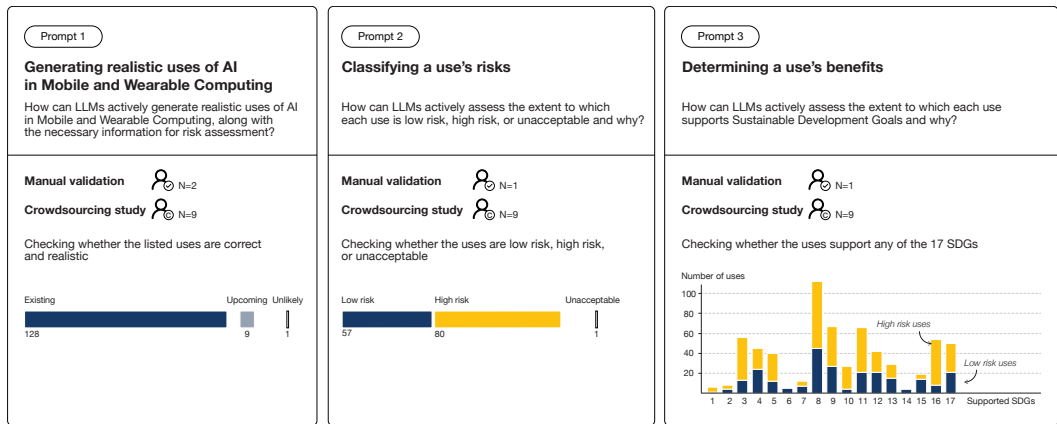 Prompt 1
Generating realistic uses of AI
in Mobile and Wearable Computing
How can LLMs actively generate realistic uses of AI
in Mobile and Wearable Computing, along with
the necessary information for risk assessment?
Manual validation N=2
Crowdsourcing study N=9
Checking whether the listed uses are correct
and realistic
Existing Upcoming Unlikely
128 9 1
Prompt 2
Classifying a use's risks
How can LLMs actively assess the extent to which
each use is low risk, high risk, or unacceptable and why?
Manual validation N=1
Crowdsourcing study C N=9
Checking whether the uses are low risk, high risk,
or unacceptable
Low risk High risk Unacceptable
57 80 1
Prompt 3
Determining a use's benefits
How can LLMs actively assess the extent to which each use
supports Sustainable Development Goals and why?
Manual validation N=1
Crowdsourcing study C N=9
Checking whether the uses support any of the 17 SDGs
Number of uses
100
80
60
40
20
High risk uses
Low risk uses
1 2 3 4 5 6 7 8 9 10 11 12 13 14 15 16 17 Supported SDGs